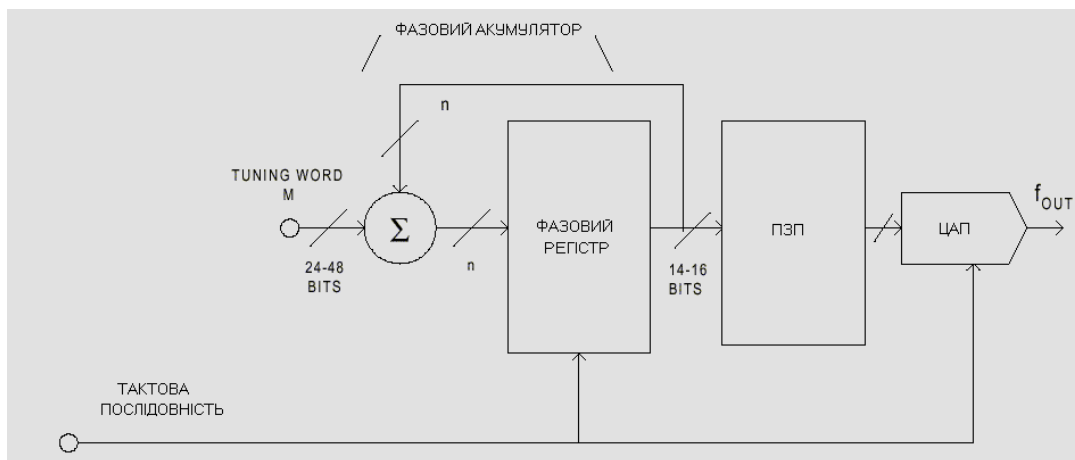 ФАЗОВИЙ АКУМУЛЯТОР
n
TUNING WORD
M
Σ
24-48
BITS
n
ФАЗОВИЙ
РЕГІСТР
14-16
BITS
ПЗП
ЦАП
fOUT
ТАКТОВА
ПОСЛІДОВНІСТЬ